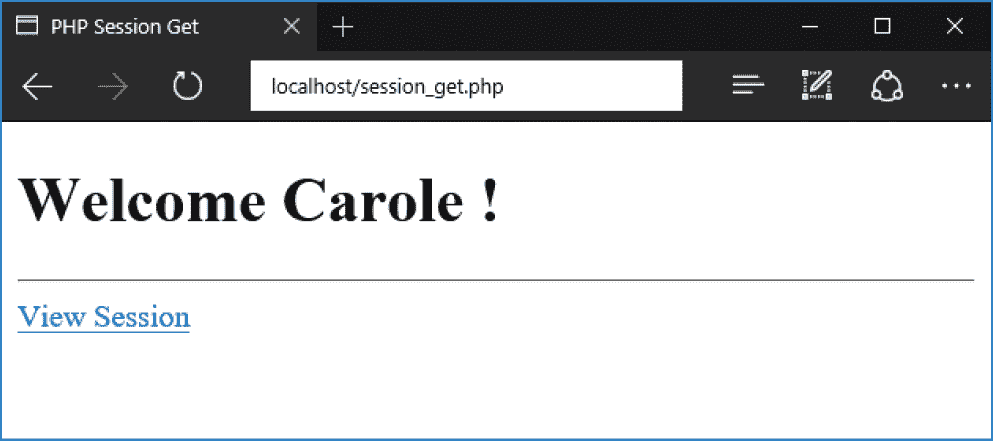 PHP Session Get
localhost/session_get.php
Welcome Carole !
View Session